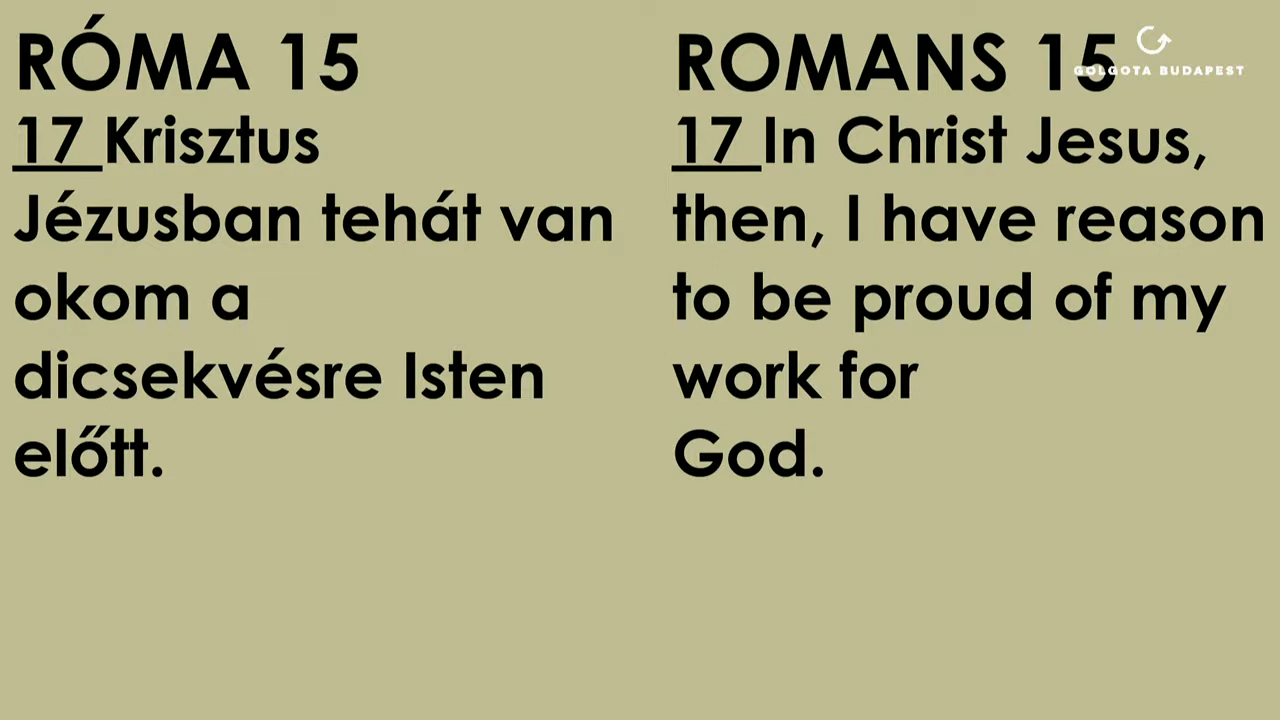 RÓMA 15
17 Krisztus
Jézusban tehát van
okom a
dicsekvésre Isten
előtt.
ROMANS 15
17 In Christ Jesus,
then, I have reason
to be proud of my
work for
God.
GOLGOTA BUDAPEST